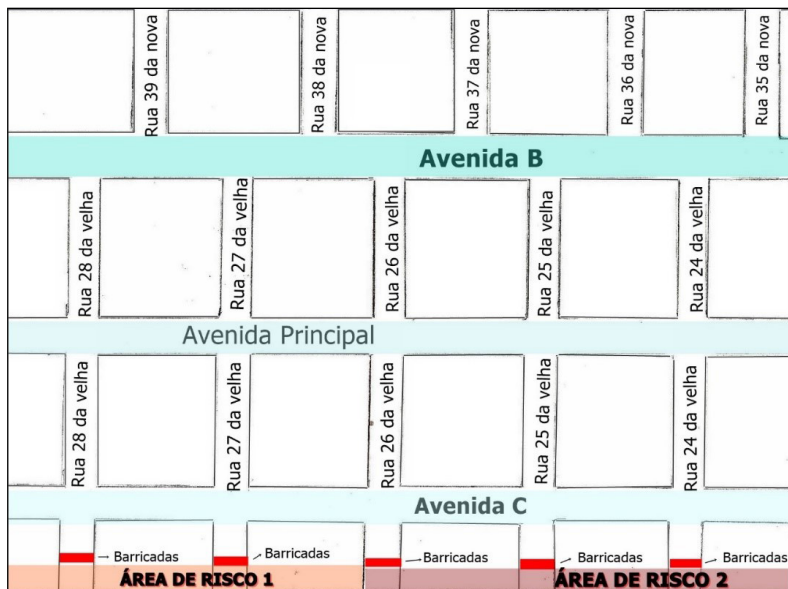 Rua 39 da nova
Rua 38 da nova
Rua 37 da nova
Rua 36 da nova
Rua 35 da nova
Avenida B
Rua 28 da velha
Rua 27 da velha
Rua 26 da velha
Rua 25 da velha
Rua 24 da velha
Avenida Principal
Rua 28 da velha
Rua 27 da velha
Rua 26 da velha
Rua 25 da velha
Rua 24 da velha
Avenida C
Barricadas
Barricadas
Barricadas
Barricadas
Barricadas
ÁREA DE RISCO 1
ÁREA DE RISCO 2